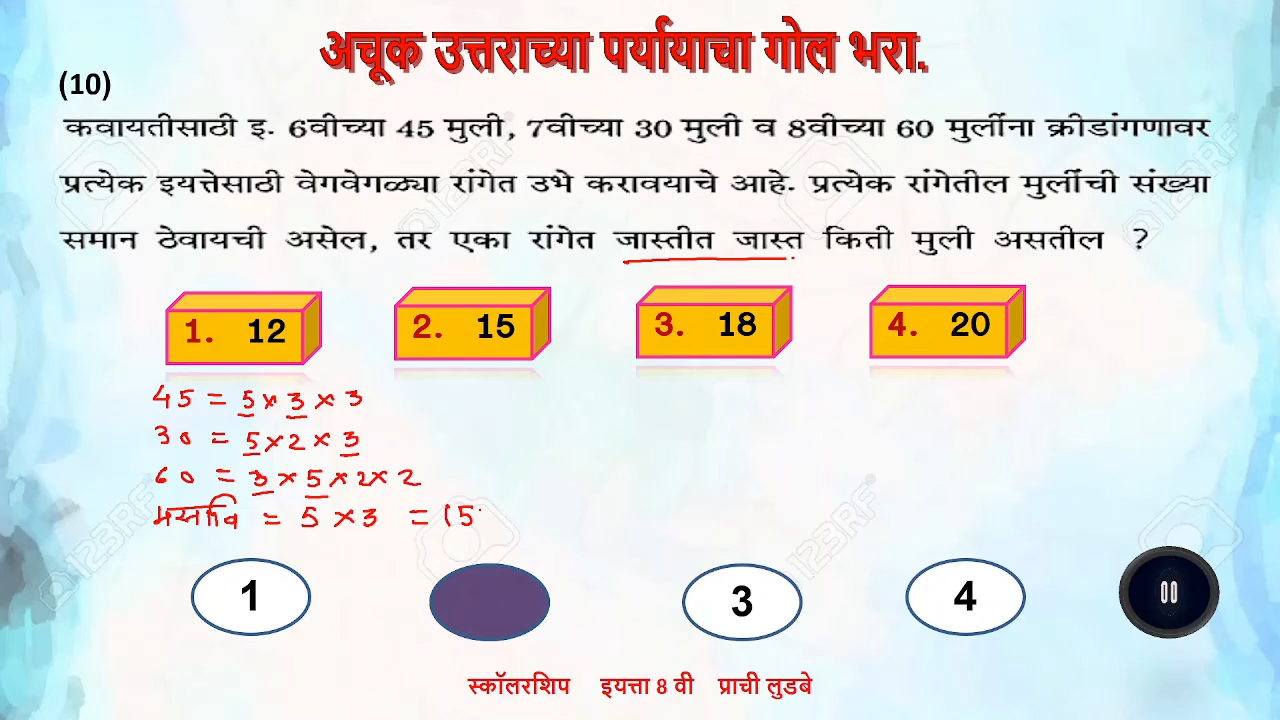 अचूक उत्तराच्या पर्यायाचा गोल भरा.
(10)
कवायतीसाठी इ. 6वीच्या 45 मुली, 7वीच्या 30 मुली व 8वीच्या 60 मुलींना क्रीडांगणावर
प्रत्येक इयत्तेसाठी वेगवेगळ्या रांगेत उभे करावयाचे आहे. प्रत्येक रांगेतील मुलींची संख्या
समान ठेवायची असेल, तर एका रांगेत जास्तीत जास्त किती मुली असतील ?
1. 12 2. 15 3. 18 4. 20
45 = 5 × 3 × 3
30 = 5 × 2 × 3
60 = 3 × 5 × 2 × 2
मसावि = 5 × 3 = 15
1 3 4
स्कॉलरशिप इयत्ता 8 वी प्राची लुडबे